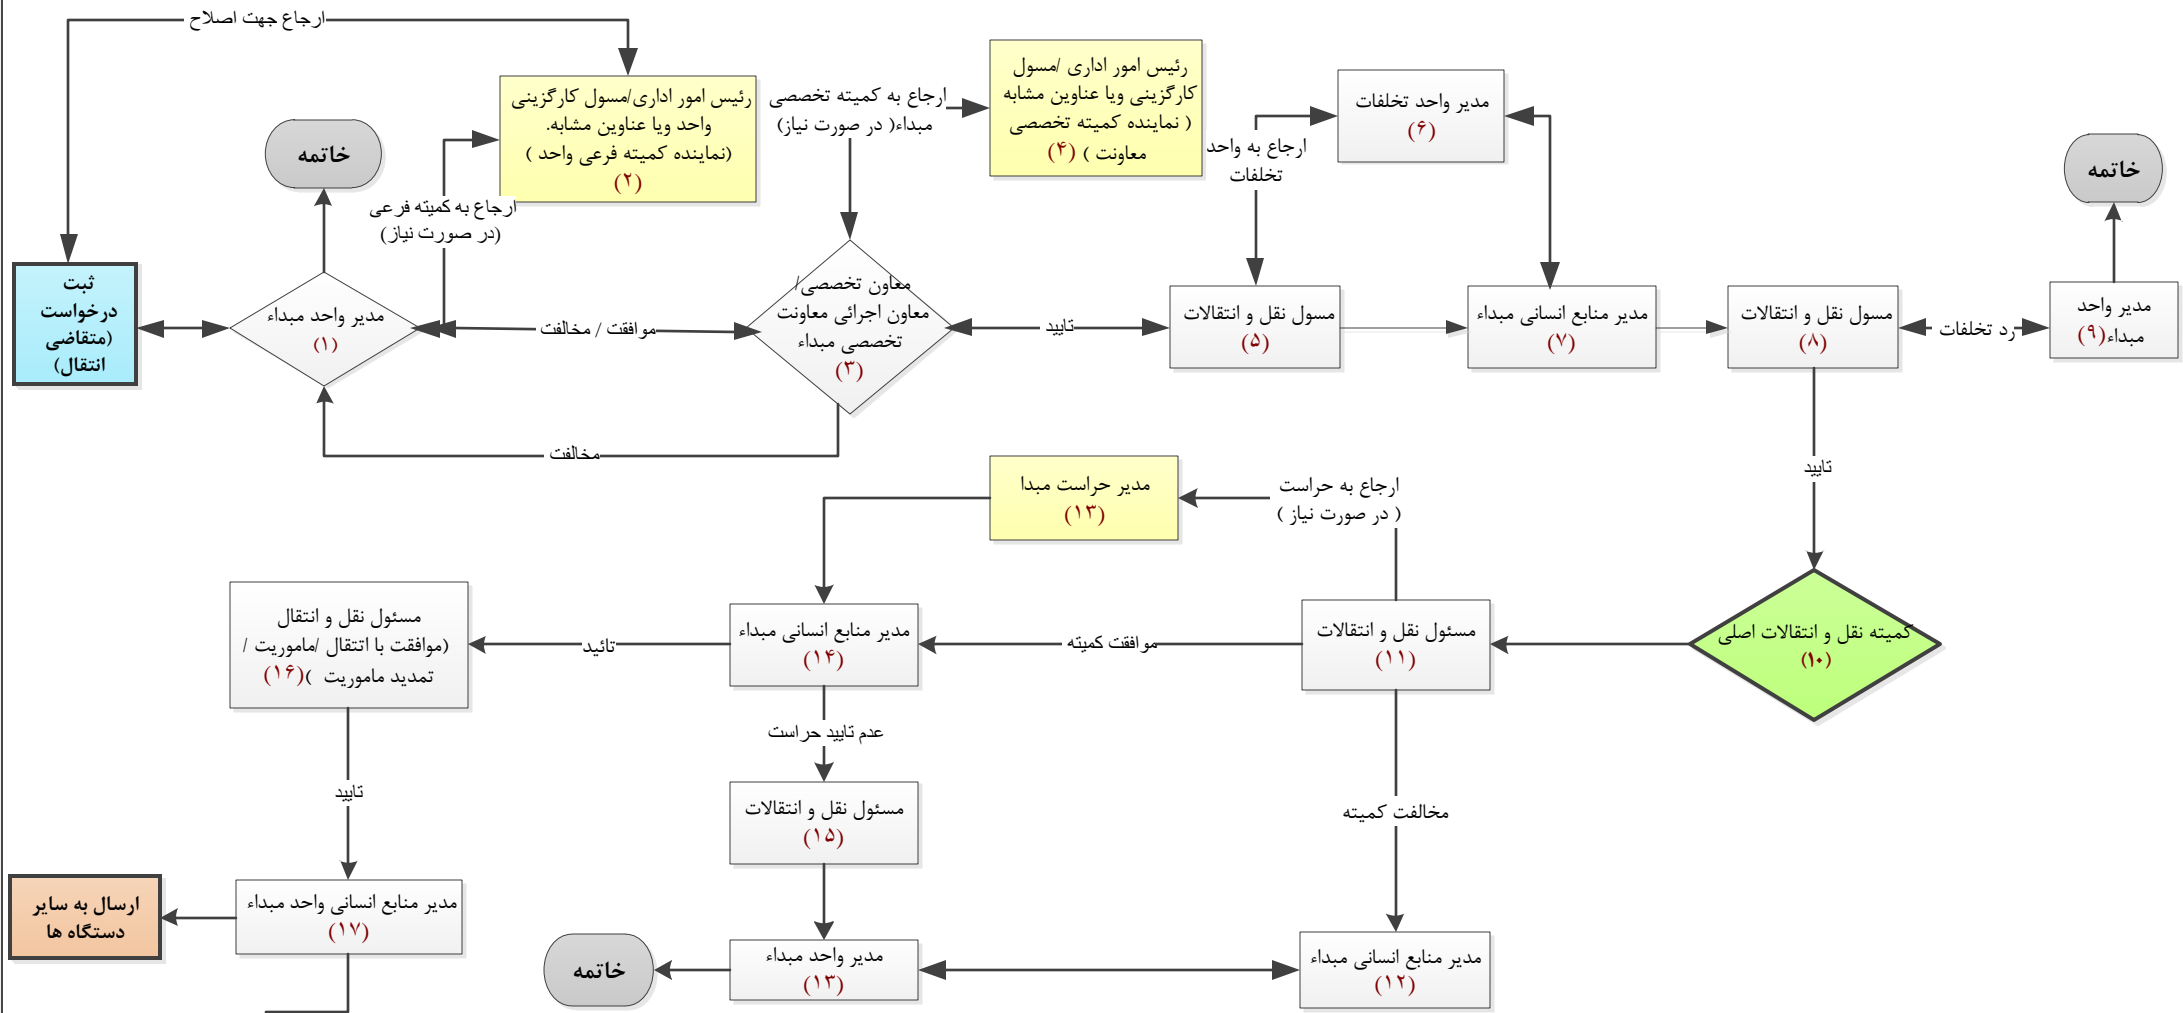 ارجاع جهت اصلاح
ثبت
درخواست
(متقاضی
انتقال)
خاتمه
مدیر واحد مبداء
(۱)
رئیس امور اداری/مسول کارگزینی
واحد ویا عناوین مشابه.
(نماینده کمیته فرعی واحد )
(۲)
ارجاع به کمیته فرعی
(در صورت نیاز)
موافقت / مخالفت
مخالفت
ارجاع به کمیته تخصصی
مبداء( در صورت نیاز)
معاون تخصصی/
معاون اجرائی معاونت
تخصصی مبداء
(۳)
رئیس امور اداری /مسول
کارگزینی ویا عناوین مشابه
( نماینده کمیته تخصصی
معاونت ) (۴)
تایید
مسول نقل و انتقالات
(۵)
ارجاع به واحد
تخلفات
مدیر واحد تخلفات
(۶)
مدیر منابع انسانی مبداء
(۷)
مسول نقل و انتقالات
(۸)
رد تخلفات
مدیر واحد
مبداء(۹)
خاتمه
تایید
کمیته نقل و انتقالات اصلی
(۱۰)
مسئول نقل و انتقالات
(۱۱)
ارجاع به حراست
( در صورت نیاز )
مدیر حراست مبدا
(۱۳)
موافقت کمیته
مخالفت کمیته
مدیر منابع انسانی مبداء
(۱۲)
مدیر منابع انسانی مبداء
(۱۴)
عدم تایید حراست
مسئول نقل و انتقالات
(۱۵)
مدیر واحد مبداء
(۱۳)
خاتمه
تائید
مسئول نقل و انتقال
(موافقت با اتتقال /ماموریت /
تمدید ماموریت )(۱۶)
تایید
مدیر منابع انسانی واحد مبداء
(۱۷)
ارسال به سایر
دستگاه ها